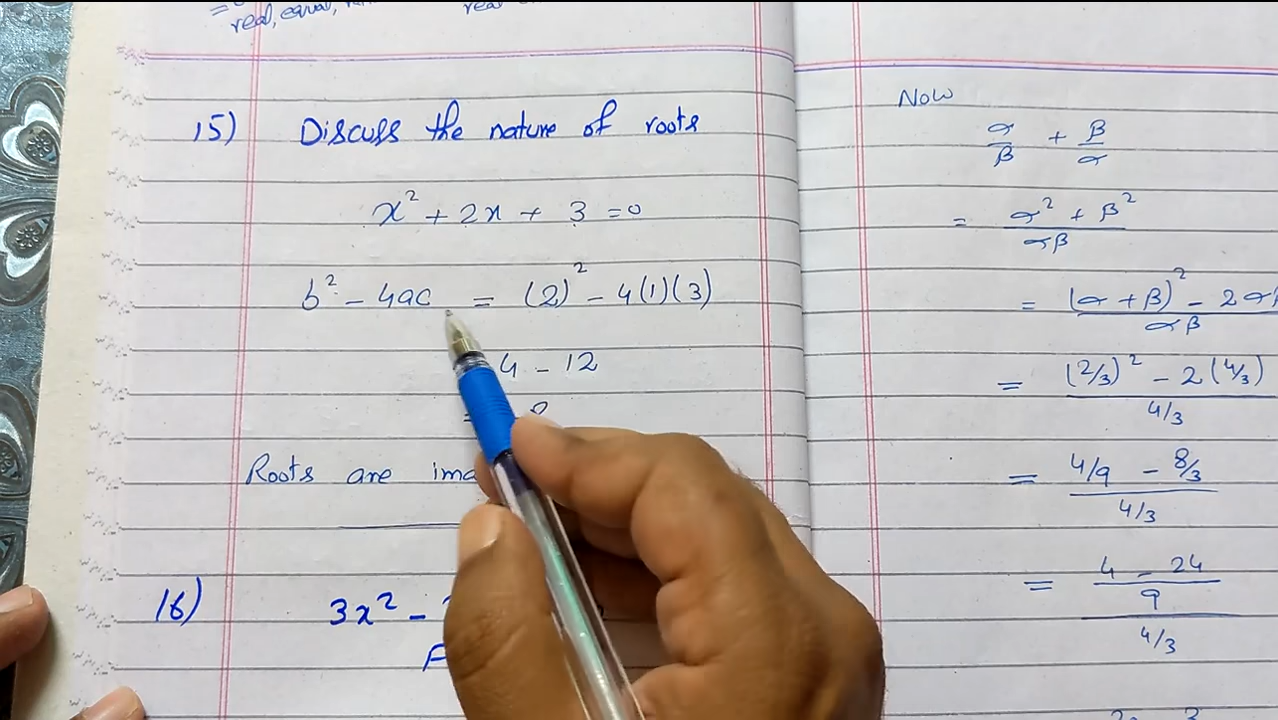 real, equal,
real
15) Discuss the nature of roots
x² + 2x + 3 = 0
b² - 4ac = (2)² - 4(1)(3)
4 - 12
=
Roots are
16) 3x² -
Now
α/β + β/α
= (α² + β²)/(αβ)
= ((α + β)² - 2α)/(αβ)
= ((2/3)² - 2(4/3))/(4/3)
= (4/9 - 8/3)/(4/3)
= ((4 - 24)/9)/(4/3)